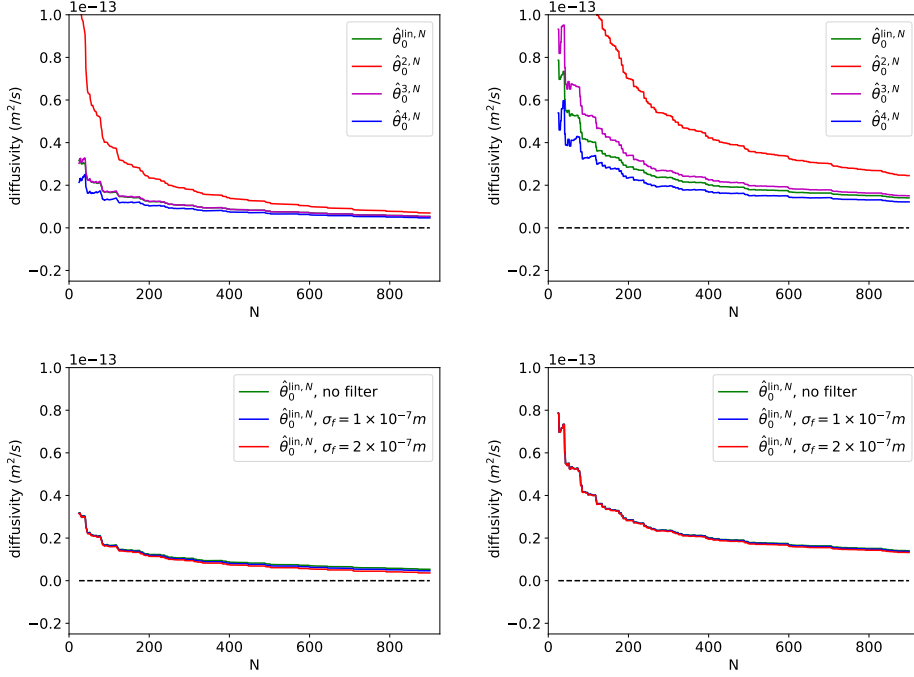 1e−13
1.0
0.8
0.6
0.4
0.2
0.0
−0.2
diffusivity (m²/s)
0 200 400 600 800
N
θ̂₀^{lin, N}
θ̂₀^{2, N}
θ̂₀^{3, N}
θ̂₀^{4, N}
1e−13
1.0
0.8
0.6
0.4
0.2
0.0
−0.2
diffusivity (m²/s)
0 200 400 600 800
N
θ̂₀^{lin, N}
θ̂₀^{2, N}
θ̂₀^{3, N}
θ̂₀^{4, N}
1e−13
1.0
0.8
0.6
0.4
0.2
0.0
−0.2
diffusivity (m²/s)
0 200 400 600 800
N
θ̂₀^{lin, N}, no filter
θ̂₀^{lin, N}, σ_f = 1 × 10⁻⁷m
θ̂₀^{lin, N}, σ_f = 2 × 10⁻⁷m
1e−13
1.0
0.8
0.6
0.4
0.2
0.0
−0.2
diffusivity (m²/s)
0 200 400 600 800
N
θ̂₀^{lin, N}, no filter
θ̂₀^{lin, N}, σ_f = 1 × 10⁻⁷m
θ̂₀^{lin, N}, σ_f = 2 × 10⁻⁷m